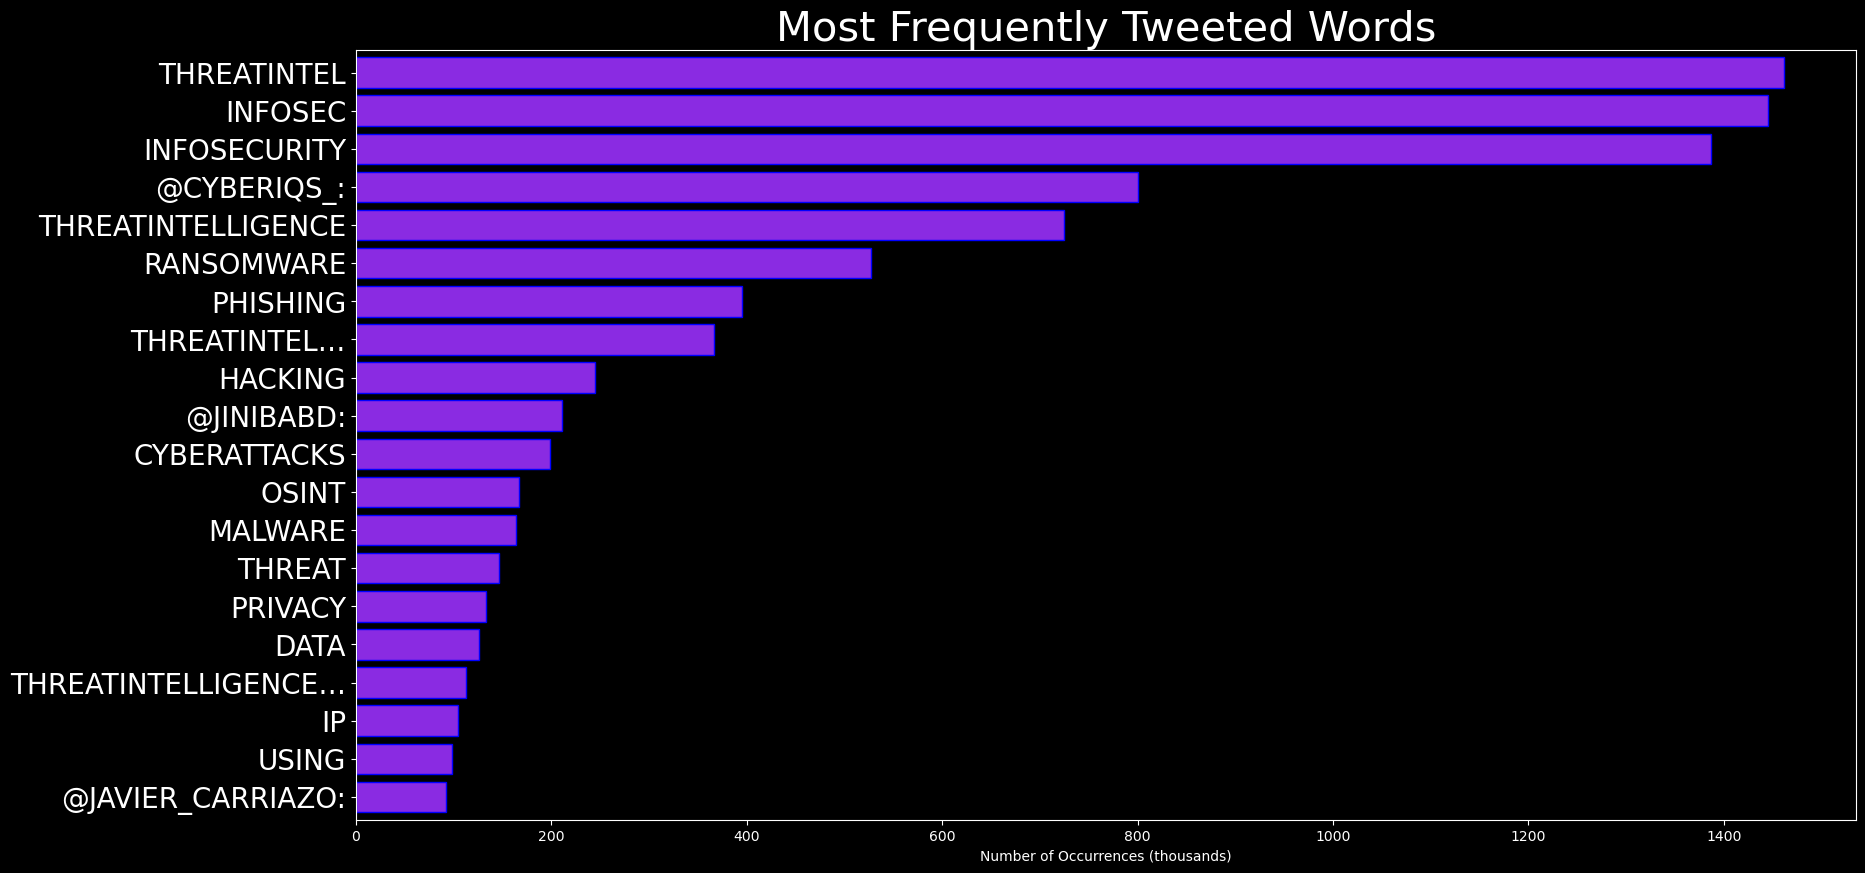 Most Frequently Tweeted Words
THREATINTEL
INFOSEC
INFOSECURITY
@CYBERIQS_:
THREATINTELLIGENCE
RANSOMWARE
PHISHING
THREATINTEL…
HACKING
@JINIBABD:
CYBERATTACKS
OSINT
MALWARE
THREAT
PRIVACY
DATA
THREATINTELLIGENCE…
IP
USING
@JAVIER_CARRIAZO:
0 200 400 600 800 1000 1200 1400
Number of Occurrences (thousands)